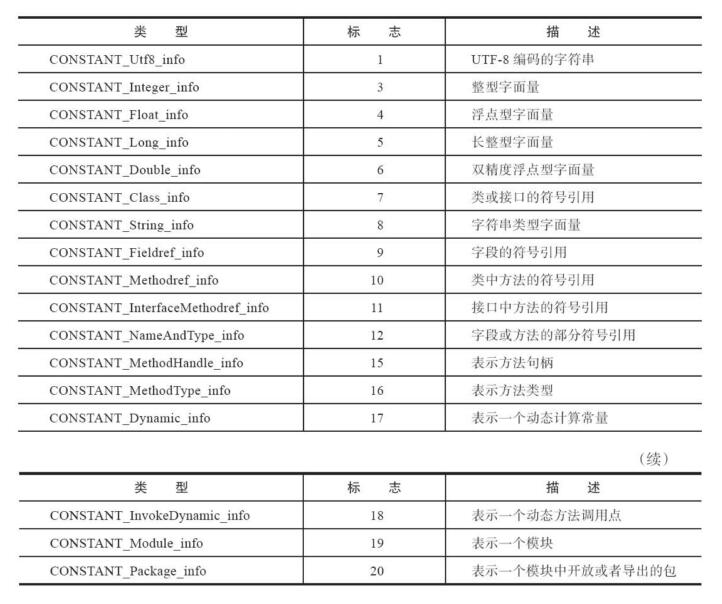 类 型 标 志 描 述
CONSTANT_Utf8_info 1 UTF-8 编码的字符串
CONSTANT_Integer_info 3 整型字面量
CONSTANT_Float_info 4 浮点型字面量
CONSTANT_Long_info 5 长整型字面量
CONSTANT_Double_info 6 双精度浮点型字面量
CONSTANT_Class_info 7 类或接口的符号引用
CONSTANT_String_info 8 字符串类型字面量
CONSTANT_Fieldref_info 9 字段的符号引用
CONSTANT_Methodref_info 10 类中方法的符号引用
CONSTANT_InterfaceMethodref_info 11 接口中方法的符号引用
CONSTANT_NameAndType_info 12 字段或方法的部分符号引用
CONSTANT_MethodHandle_info 15 表示方法句柄
CONSTANT_MethodType_info 16 表示方法类型
CONSTANT_Dynamic_info 17 表示一个动态计算常量
（续）
类 型 标 志 描 述
CONSTANT_InvokeDynamic_info 18 表示一个动态方法调用点
CONSTANT_Module_info 19 表示一个模块
CONSTANT_Package_info 20 表示一个模块中开放或者导出的包